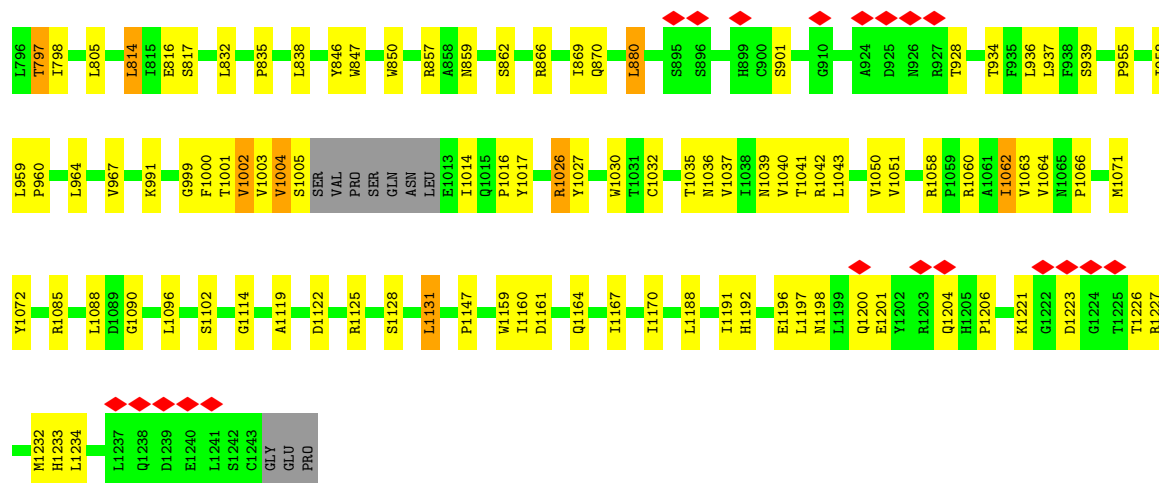 L796 T797 I798 L805 L814 I815 E816 S817 L832 P835 L838 Y846 W847 W850 R857 A858 N859 S862 R866 I869 Q870 L880 S895 S896 H899 C900 S901 G910 A924 D925 N926 R927 T928 T934 F935 L936 L937 F938 S939 P955
L959 P960 L964 V967 K991 G999 F1000 T1001 V1002 V1003 V1004 S1005 SER VAL PRO SER GLN ASN LEU E1013 I1014 Q1015 P1016 Y1017 R1026 Y1027 W1030 T1031 C1032 T1035 N1036 V1037 I1038 N1039 V1040 T1041 R1042 L1043 V1050 V1051 R1058 P1059 R1060 A1061 I1062 V1063 V1064 N1065 P1066 M1071
Y1072 R1085 L1088 D1089 G1090 L1096 S1102 G1114 A1119 D1122 R1125 S1128 L1131 P1147 W1159 I1160 D1161 Q1164 I1167 I1170 L1188 I1191 H1192 E1196 L1197 N1198 L1199 Q1200 E1201 Y1202 R1203 Q1204 H1205 P1206 K1221 G1222 D1223 G1224 T1225 T1226 R1227
M1232 H1233 L1234 L1237 Q1238 D1239 E1240 L1241 S1242 C1243 GLY GLU PRO